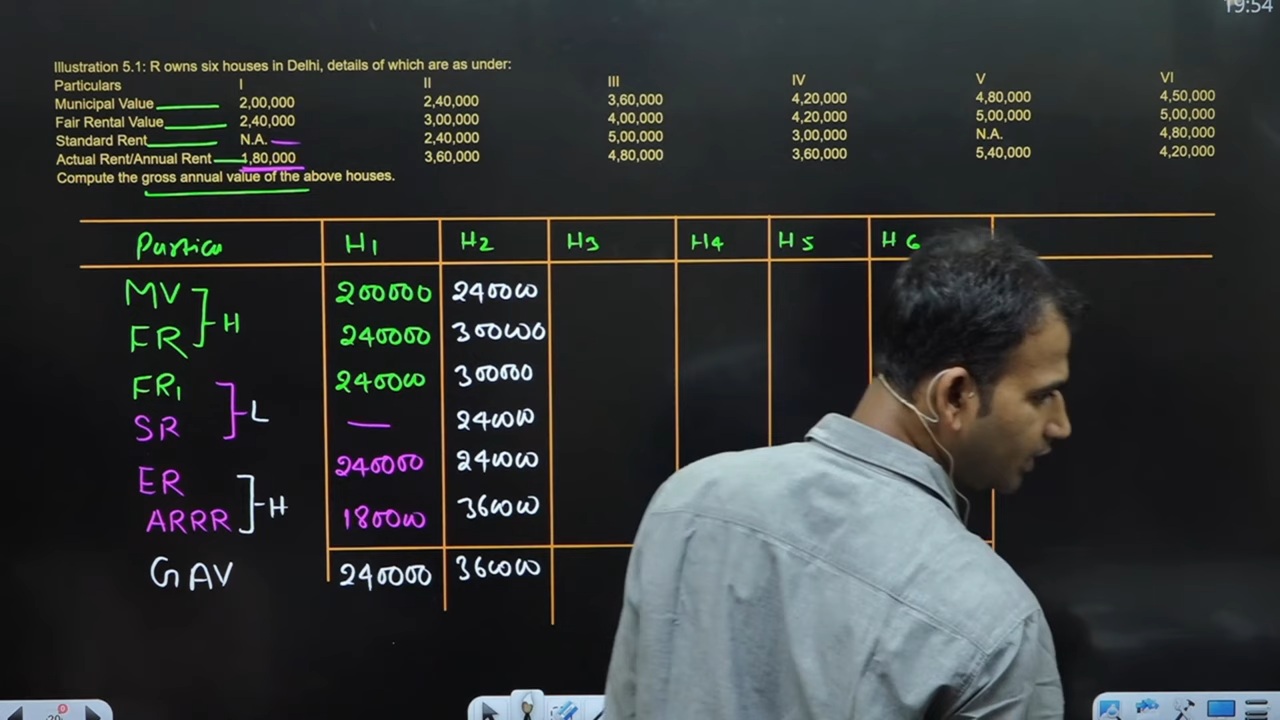 19:54
Illustration 5.1: R owns six houses in Delhi, details of which are as under:
Particulars I II III IV V VI
Municipal Value 2,00,000 2,40,000 3,60,000 4,20,000 4,80,000 4,50,000
Fair Rental Value 2,40,000 3,00,000 4,00,000 4,20,000 5,00,000 5,00,000
Standard Rent N.A. 2,40,000 5,00,000 3,00,000 N.A. 4,80,000
Actual Rent/Annual Rent 1,80,000 3,60,000 4,80,000 3,60,000 5,40,000 4,20,000
Compute the gross annual value of the above houses.
H1 H2 H3 H4 H5 H6
MV 200000 240000
H
FR 240000 300000
FR1 240000 300000
L
SR — 240000
ER 240000 240000
H
ARRR 180000 360000
GAV 240000 360000